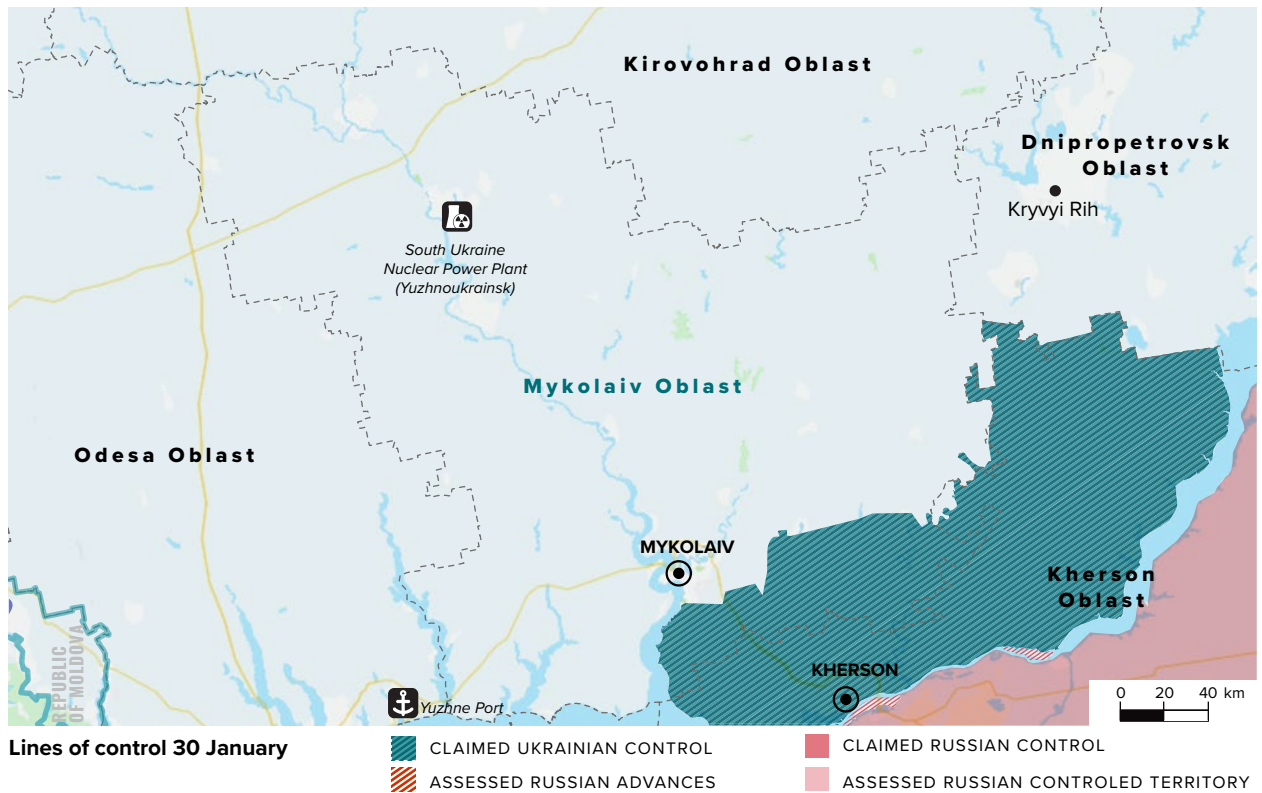 Kirovohrad Oblast
Dnipropetrovsk
Oblast
Kryvyi Rih
South Ukraine
Nuclear Power Plant
(Yuzhnoukrainsk)
Mykolaiv Oblast
Odesa Oblast
MYKOLAIV
Kherson
Oblast
REPUBLIC
OF MOLDOVA
KHERSON
Yuzhne Port
0 20 40 km
Lines of control 30 January
CLAIMED UKRAINIAN CONTROL
CLAIMED RUSSIAN CONTROL
ASSESSED RUSSIAN ADVANCES
ASSESSED RUSSIAN CONTROLED TERRITORY